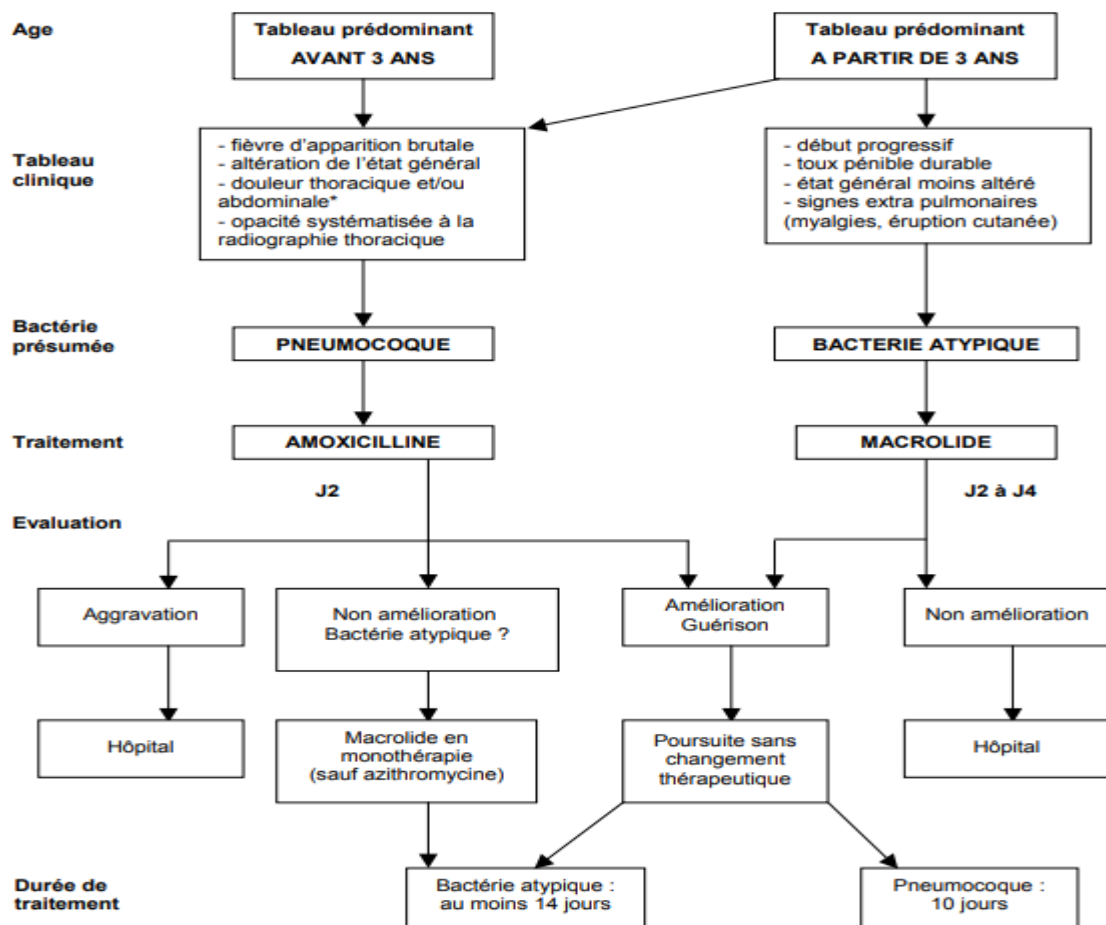 Age
Tableau prédominant
AVANT 3 ANS
Tableau prédominant
A PARTIR DE 3 ANS
Tableau
clinique
- fièvre d'apparition brutale
- altération de l'état général
- douleur thoracique et/ou
abdominale*
- opacité systématisée à la
radiographie thoracique
- début progressif
- toux pénible durable
- état général moins altéré
- signes extra pulmonaires
(myalgies, éruption cutanée)
Bactérie
présumée
PNEUMOCOQUE
BACTERIE ATYPIQUE
Traitement
AMOXICILLINE
MACROLIDE
J2
J2 à J4
Evaluation
Aggravation
Non amélioration
Bactérie atypique ?
Amélioration
Guérison
Non amélioration
Hôpital
Macrolide en
monothérapie
(sauf azithromycine)
Poursuite sans
changement
thérapeutique
Hôpital
Durée de
traitement
Bactérie atypique :
au moins 14 jours
Pneumocoque :
10 jours